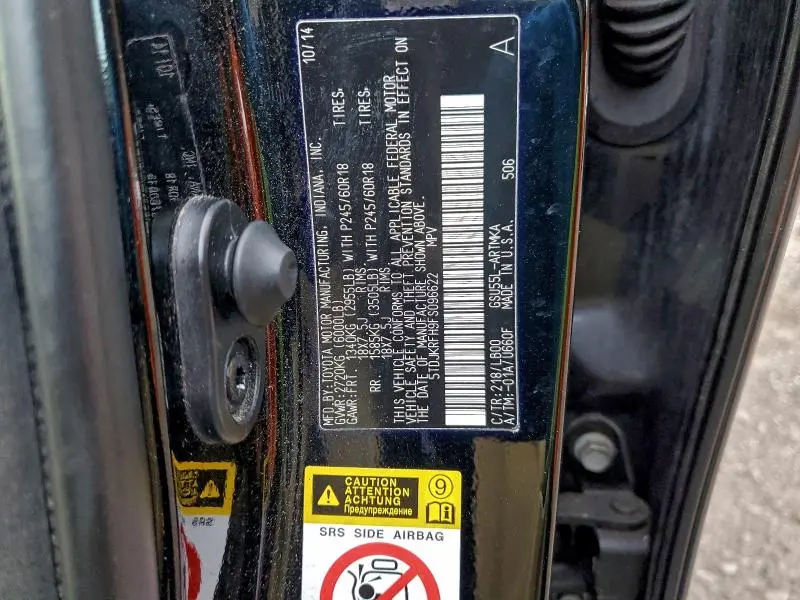 MFD.BY:TOYOTA MOTOR MANUFACTURING, INDIANA, INC. 10/14
GVWR:2720KG (6000LB)
GAWR:FRT. 1340KG (2955LB) WITH P245/60R18 TIRES.
18X7.5J RIMS
RR. 1585KG (3505LB) WITH P245/60R18 TIRES.
18X7.5J RIMS
THIS VEHICLE CONFORMS TO ALL APPLICABLE FEDERAL MOTOR
VEHICLE SAFETY AND THEFT PREVENTION STANDARDS IN EFFECT ON
THE DATE OF MANUFACTURE SHOWN ABOVE.
5TDJKRFH9FS096622 MPV
C/TR:218/LB00 GSU55L-ARTMKA 506 A
A/TM:-01A/U660F MADE IN U.S.A.
CAUTION
ATTENTION
ACHTUNG
Предупреждение
9
SRS SIDE AIRBAG